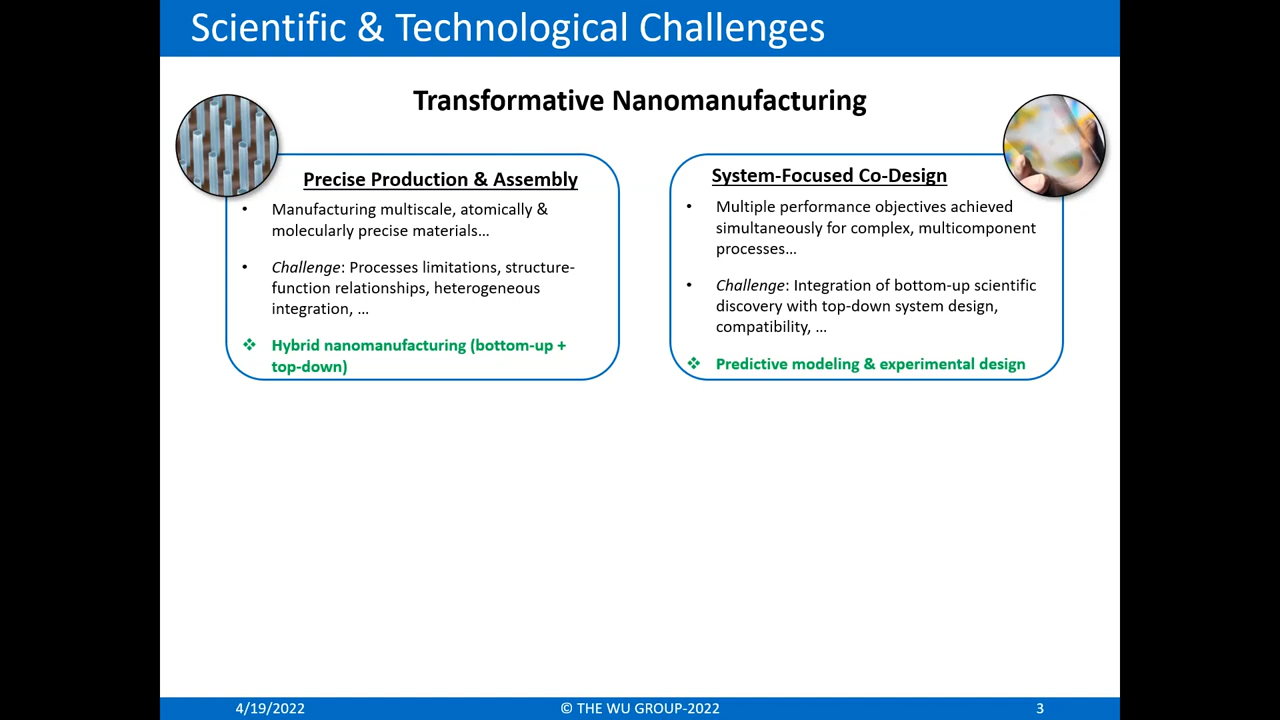 Scientific & Technological Challenges
Transformative Nanomanufacturing
Precise Production & Assembly
• Manufacturing multiscale, atomically &
molecularly precise materials…
• Challenge: Processes limitations, structure-
function relationships, heterogeneous
integration, …
❖ Hybrid nanomanufacturing (bottom-up +
top-down)
System-Focused Co-Design
• Multiple performance objectives achieved
simultaneously for complex, multicomponent
processes…
• Challenge: Integration of bottom-up scientific
discovery with top-down system design,
compatibility, …
❖ Predictive modeling & experimental design
4/19/2022
© THE WU GROUP-2022
3